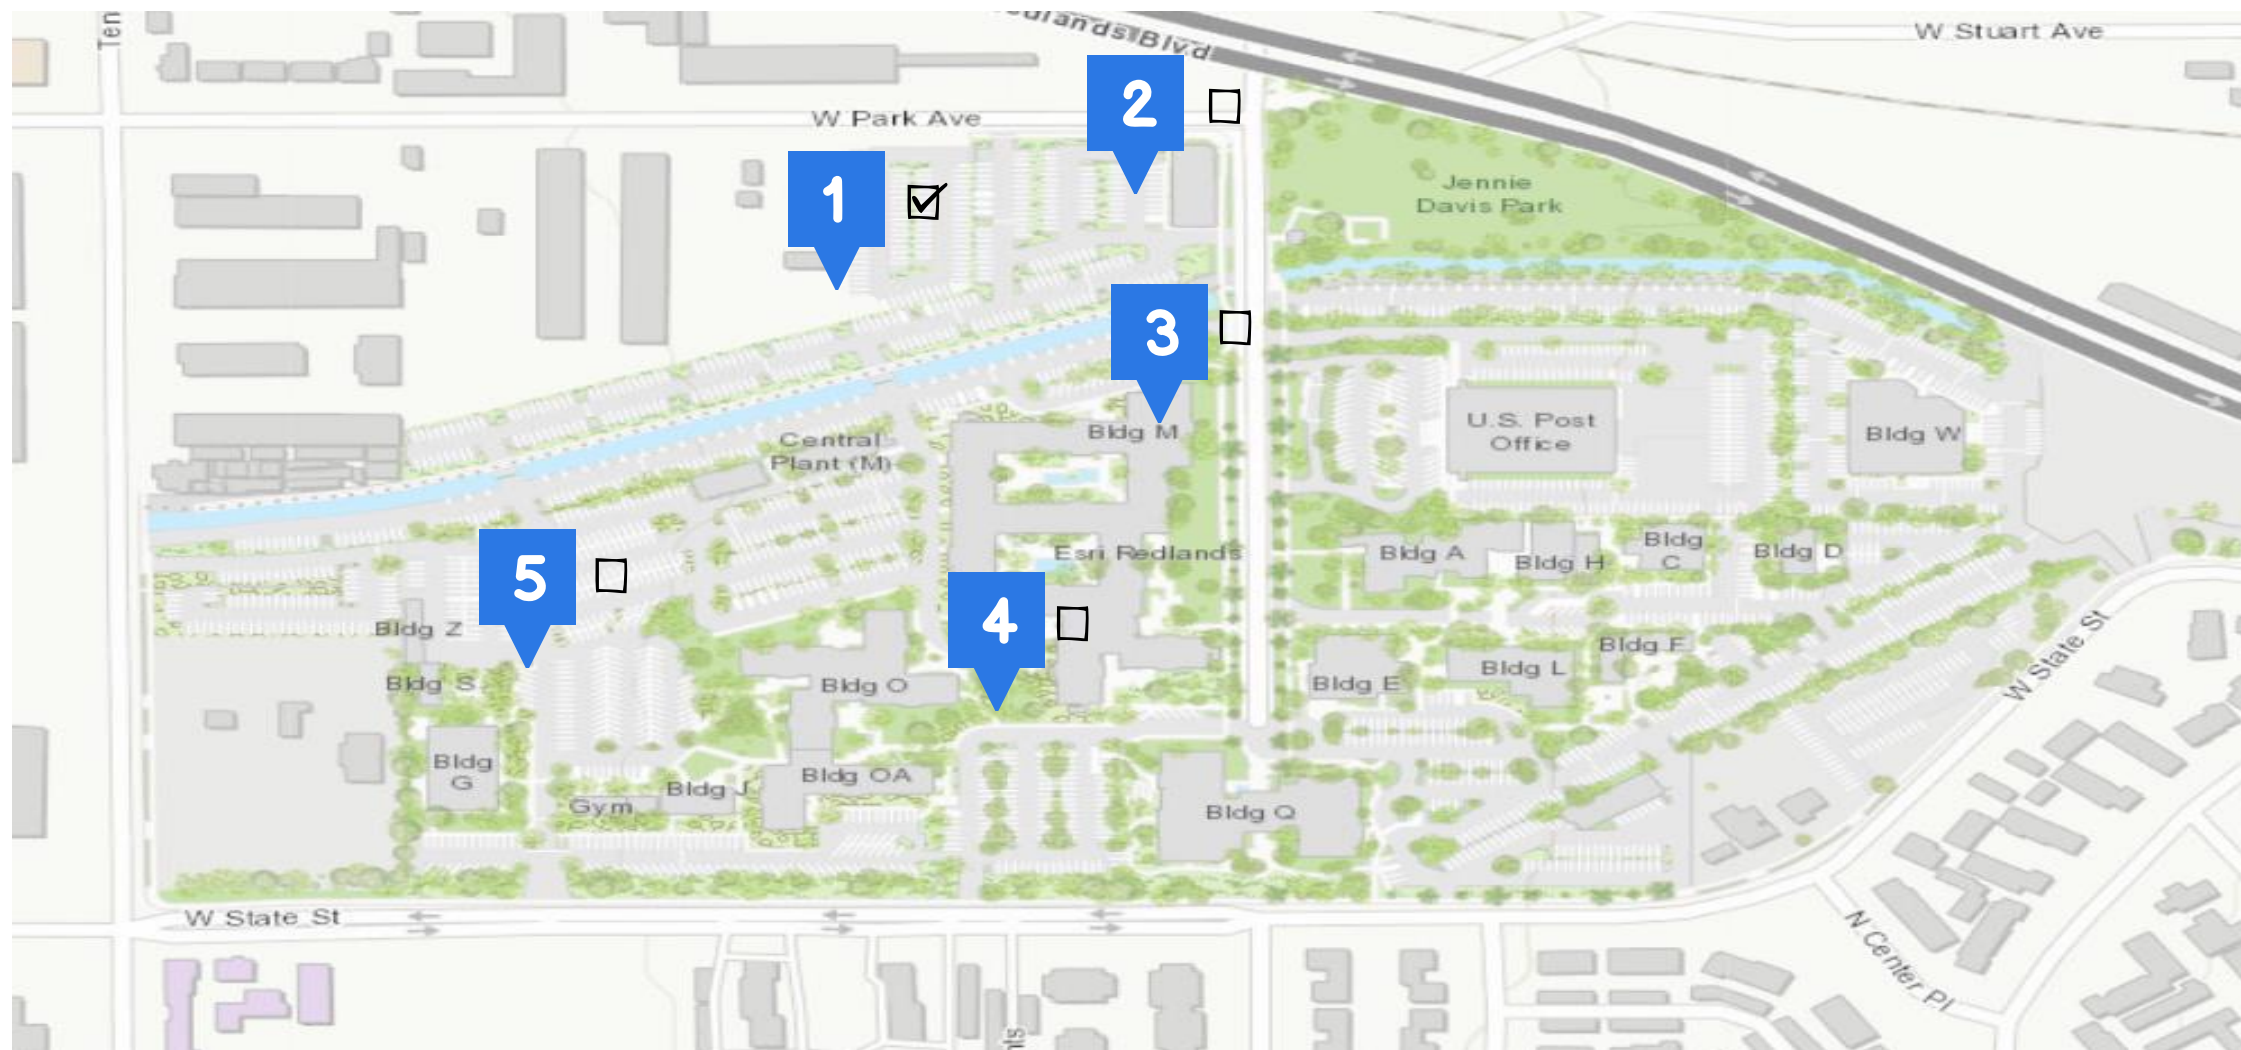 W Stuart Ave
W Park Ave
2
1
Jennie
Davis Park
3
U.S. Post
Office
Bldg W
Bldg M
Central
Plant (M)
Esri Redlands
Bldg A
Bldg H
Bldg
C
Bldg D
5
4
Bldg Z
Bldg S
Bldg O
Bldg E
Bldg L
Bldg F
W State St
Bldg
G
Bldg OA
Bldg J
Gym
Bldg Q
W State St
N Center Pl